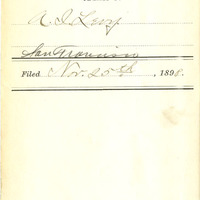 A. I. Levy
San Francisco
Filed Nov. 25th, 1898.